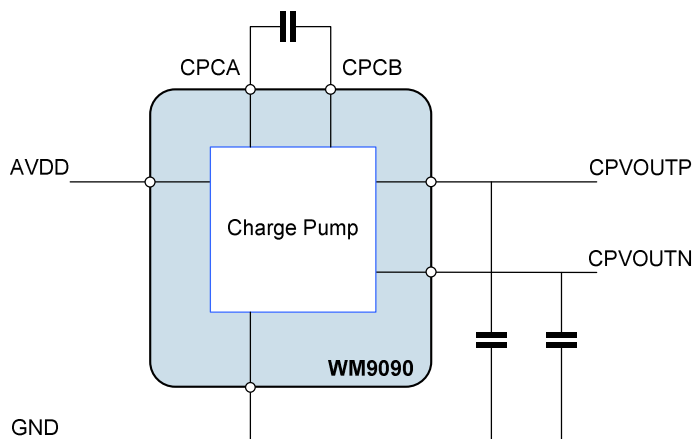 CPCA
CPCB
AVDD
CPVOUTP
Charge Pump
CPVOUTN
WM9090
GND